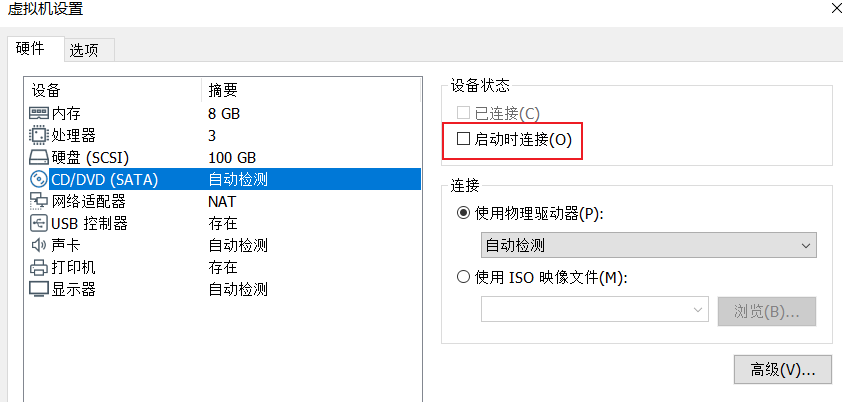 虚拟机设置
硬件 选项
设备 摘要
内存 8 GB
处理器 3
硬盘 (SCSI) 100 GB
CD/DVD (SATA) 自动检测
网络适配器 NAT
USB 控制器 存在
声卡 自动检测
打印机 存在
显示器 自动检测
设备状态
已连接(C)
启动时连接(O)
连接
使用物理驱动器(P):
自动检测
使用 ISO 映像文件(M):
浏览(B)...
高级(V)...